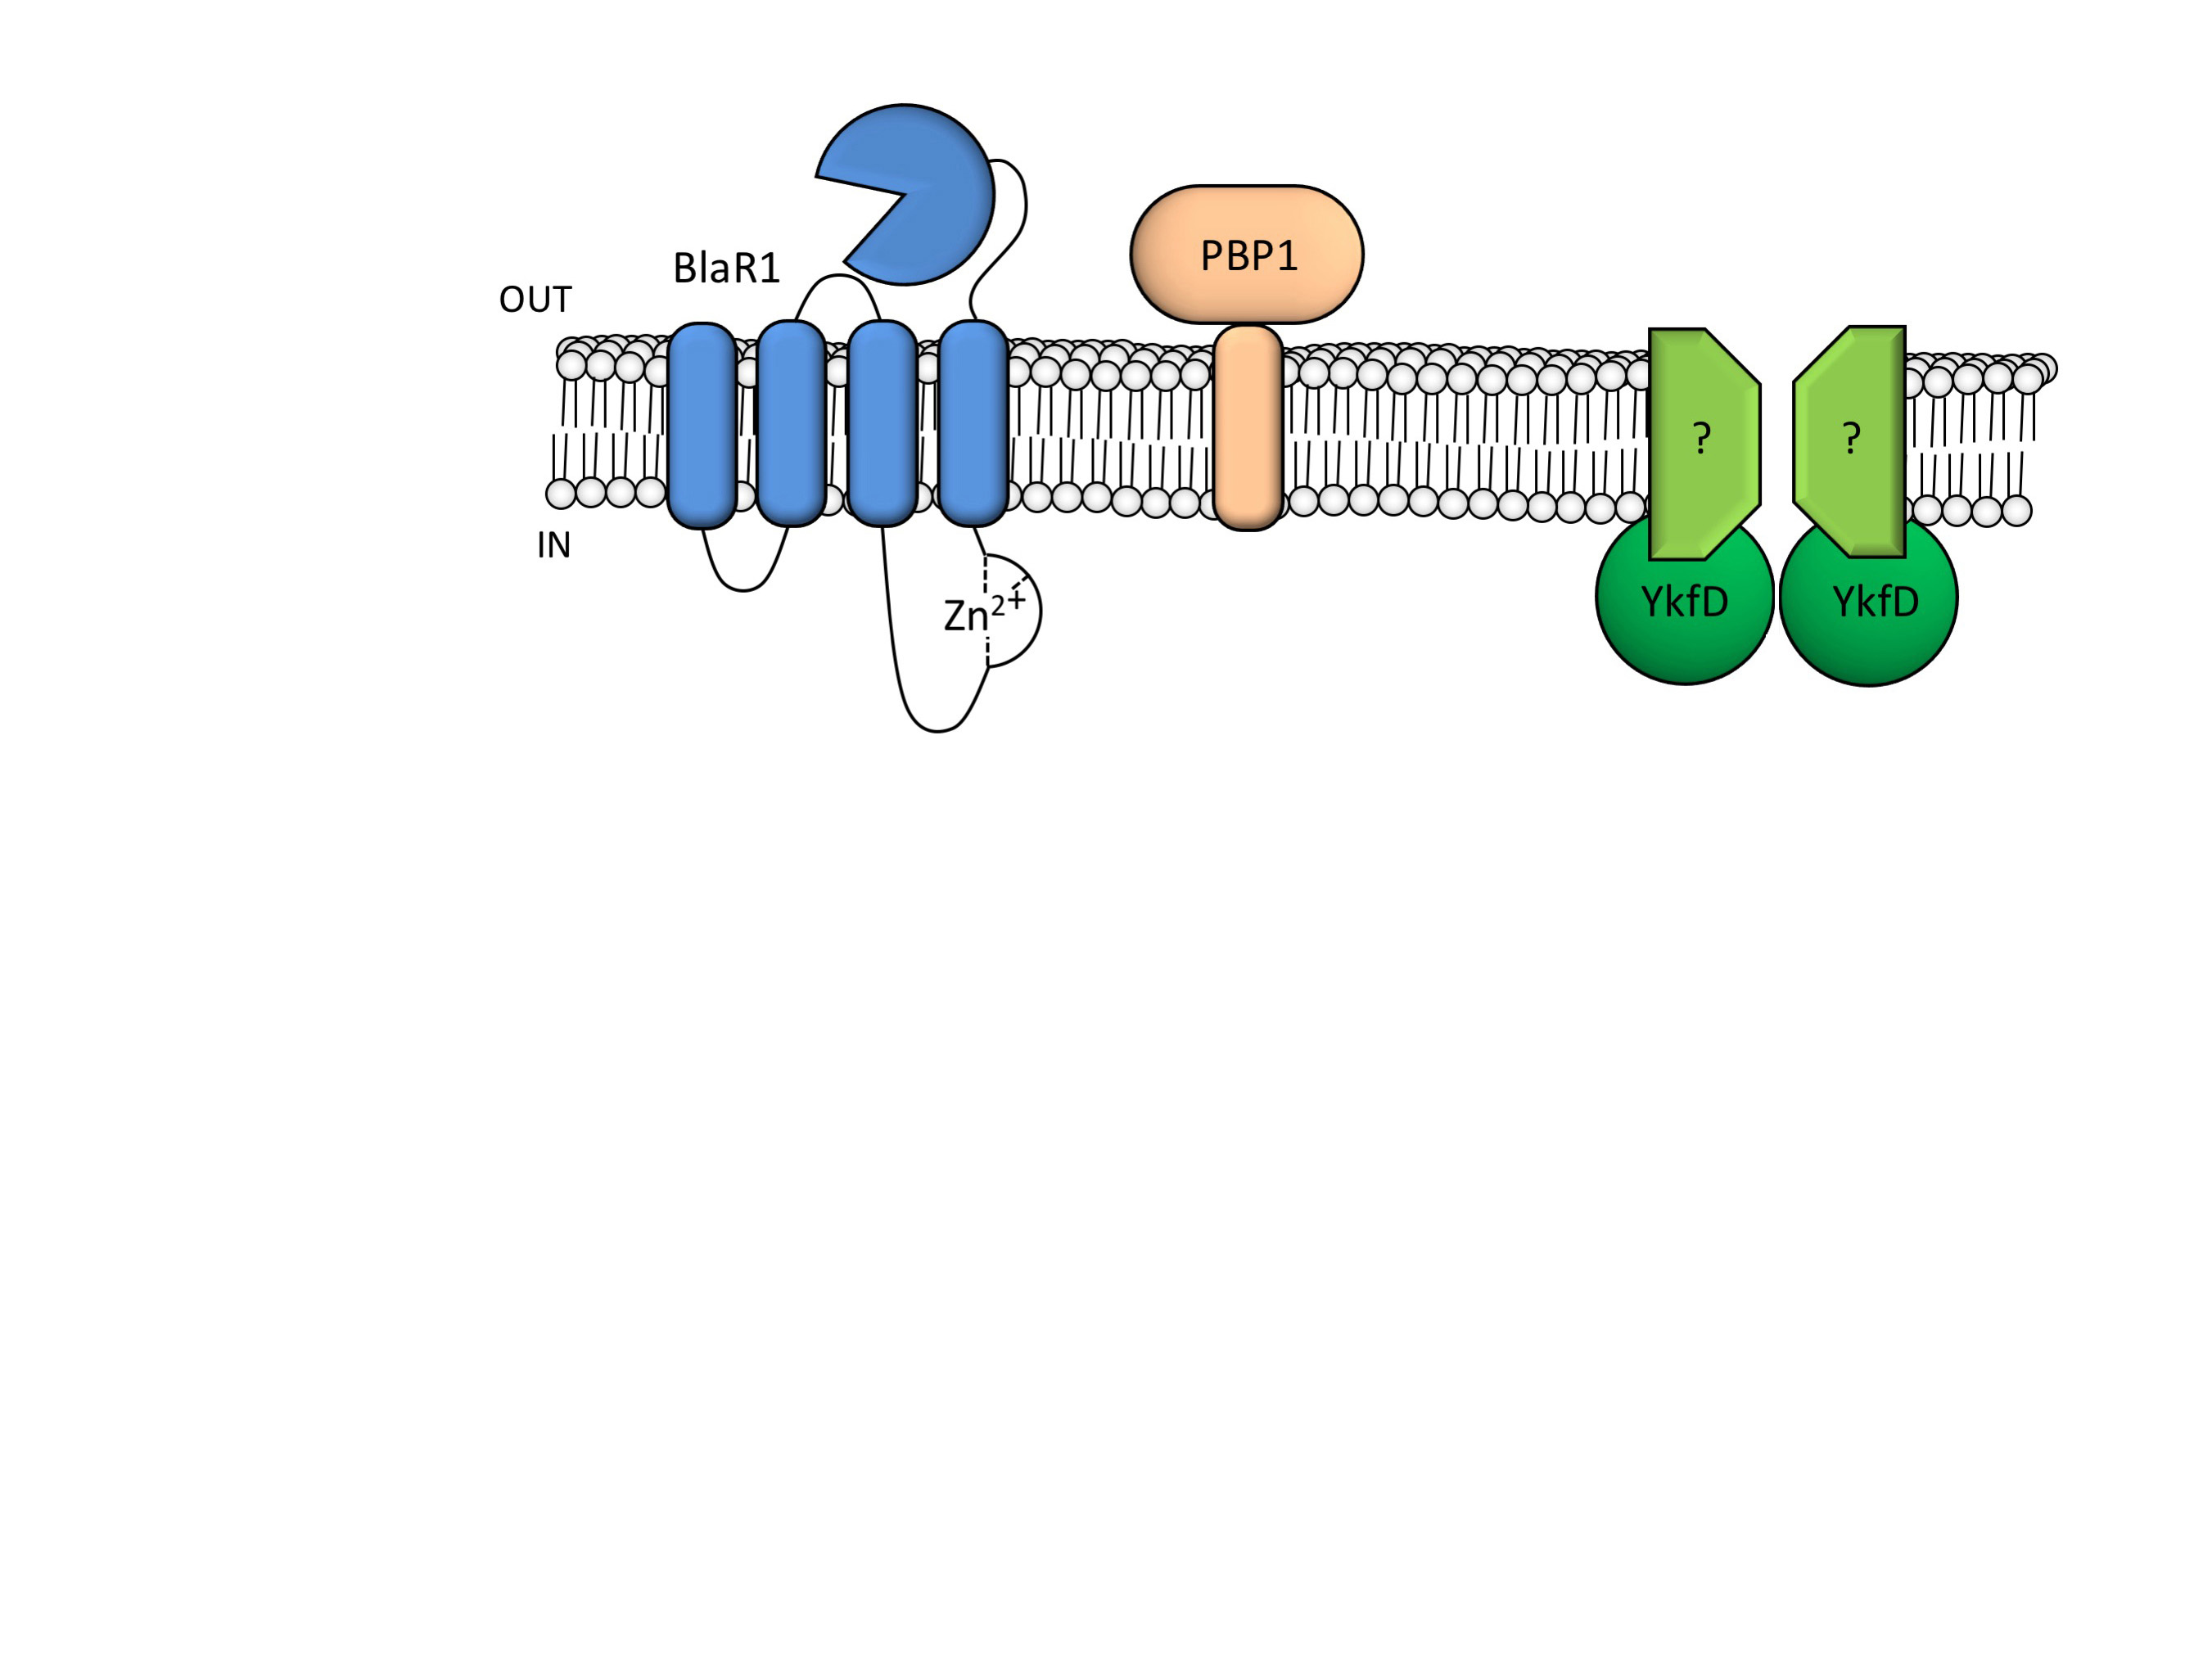 BlaR1
PBP1
OUT
? ?
IN
Zn2+
YkfD YkfD